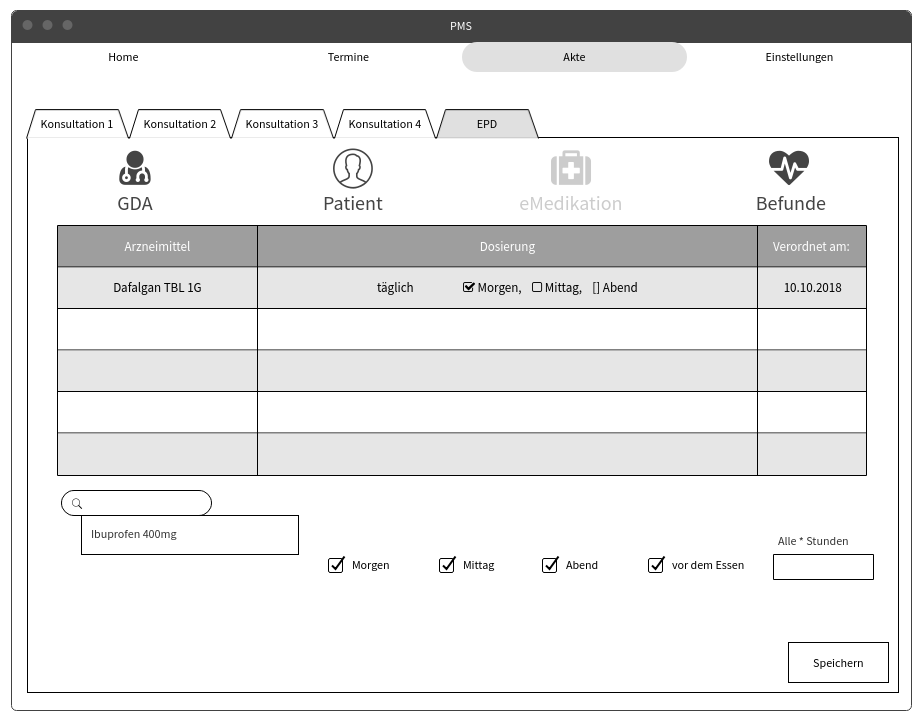 PMS
Home Termine Akte Einstellungen
Konsultation 1 Konsultation 2 Konsultation 3 Konsultation 4 EPD
GDA Patient eMedikation Befunde
Arzneimittel Dosierung Verordnet am:
Dafalgan TBL 1G täglich Morgen, Mittag, [] Abend 10.10.2018
Ibuprofen 400mg
Alle * Stunden
Morgen Mittag Abend vor dem Essen
Speichern